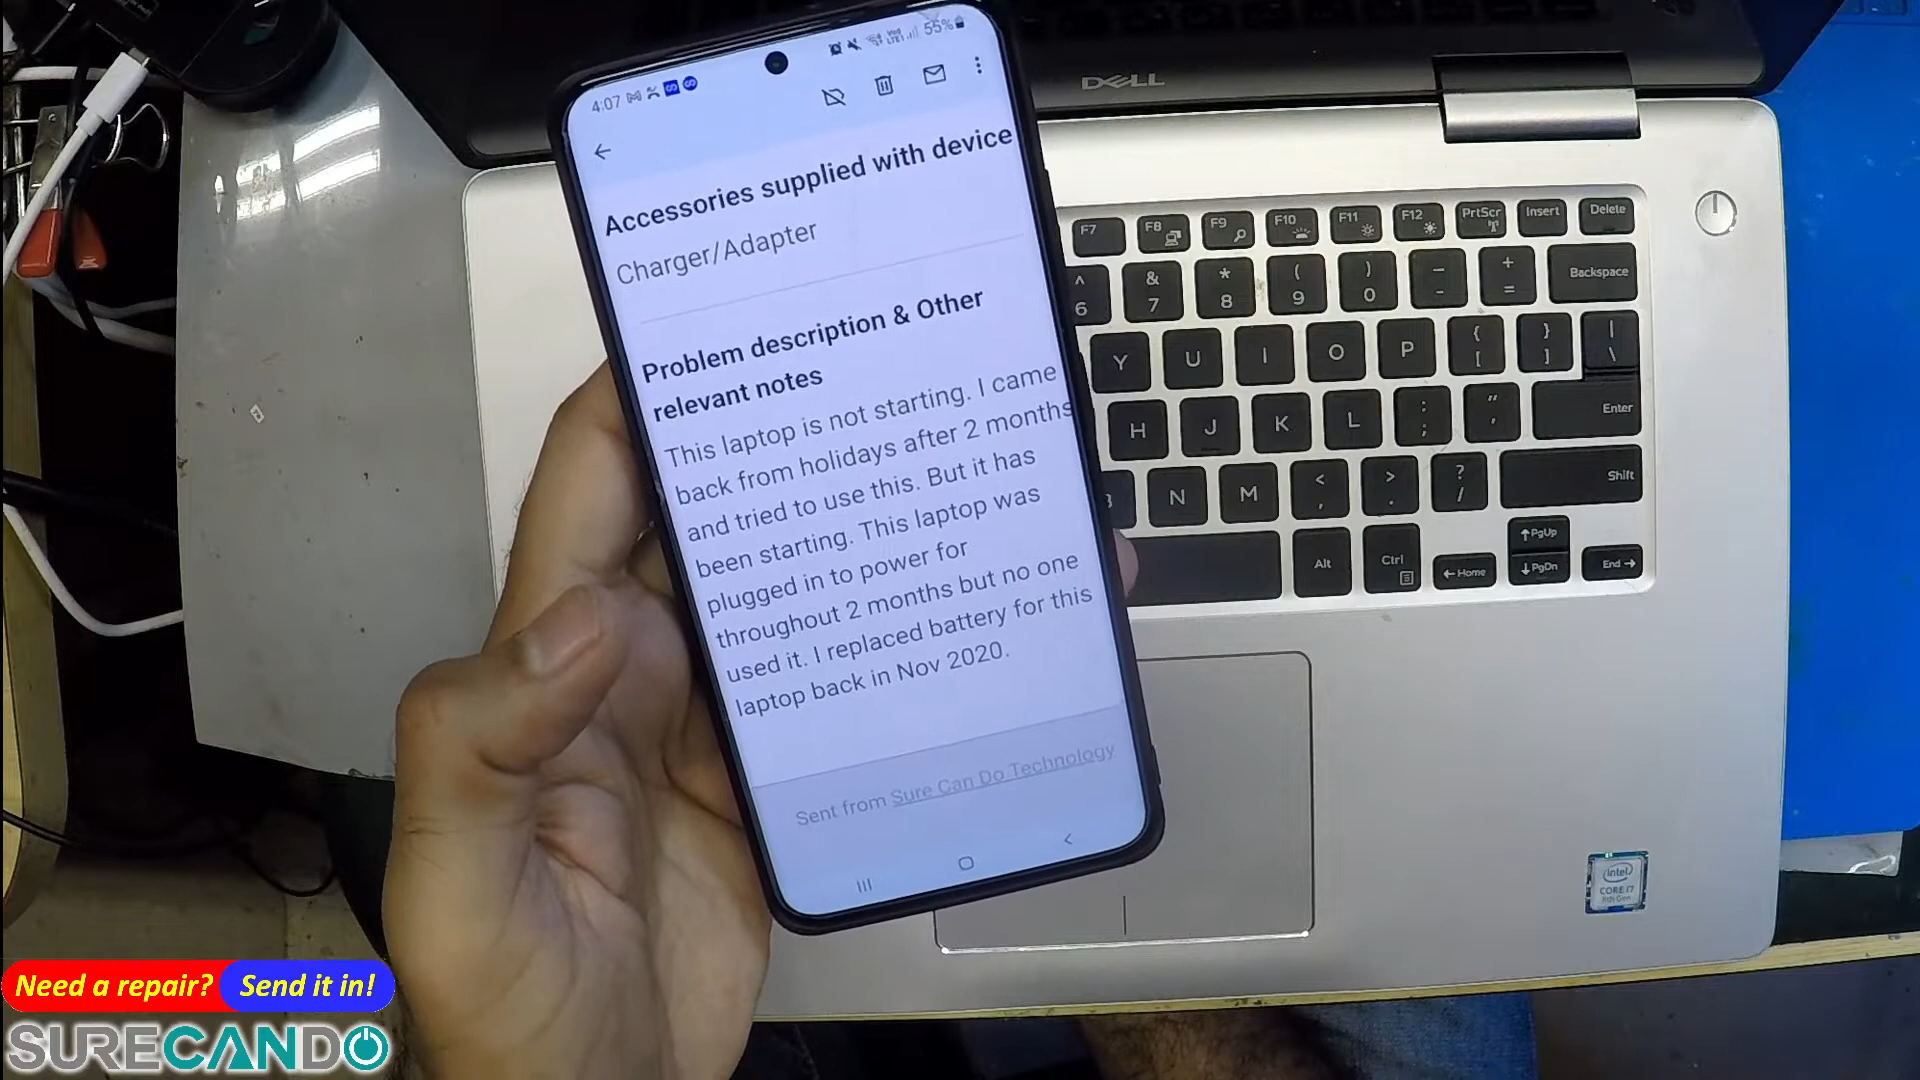 4:07
55%
Accessories supplied with device
Charger/Adapter
Problem description & Other
relevant notes
This laptop is not starting. I came
back from holidays after 2 months
and tried to use this. But it has
been starting. This laptop was
plugged in to power for
throughout 2 months but no one
used it. I replaced battery for this
laptop back in Nov 2020.
Sent from Sure Can Do Technology
DELL
F7 F8 F9 F10 F11 F12 PrtScr Insert Delete
^ 6 & 7 * 8 ( 9 ) 0 _ - + = Backspace
Y U I O P { [ } ] | \
H J K L : ; " ' Enter
B N M < , > . ? / Shift
Alt Ctrl Home PgUp PgDn End
intel
CORE i7
8th Gen
Need a repair? Send it in!
SURECANDO